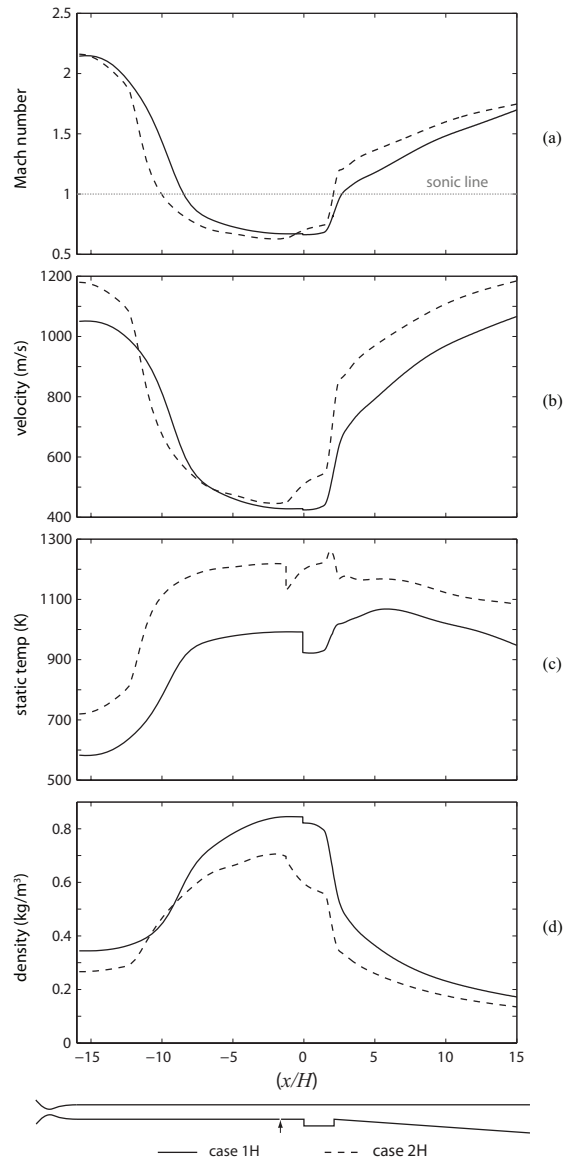 2.5
2
1.5
1
0.5
Mach number
sonic line
(a)
1200
1000
800
600
400
velocity (m/s)
(b)
1300
1100
900
700
500
static temp (K)
(c)
0.8
0.6
0.4
0.2
0
density (kg/m³)
(d)
−15 −10 −5 0 5 10 15
(x/H)
case 1H case 2H